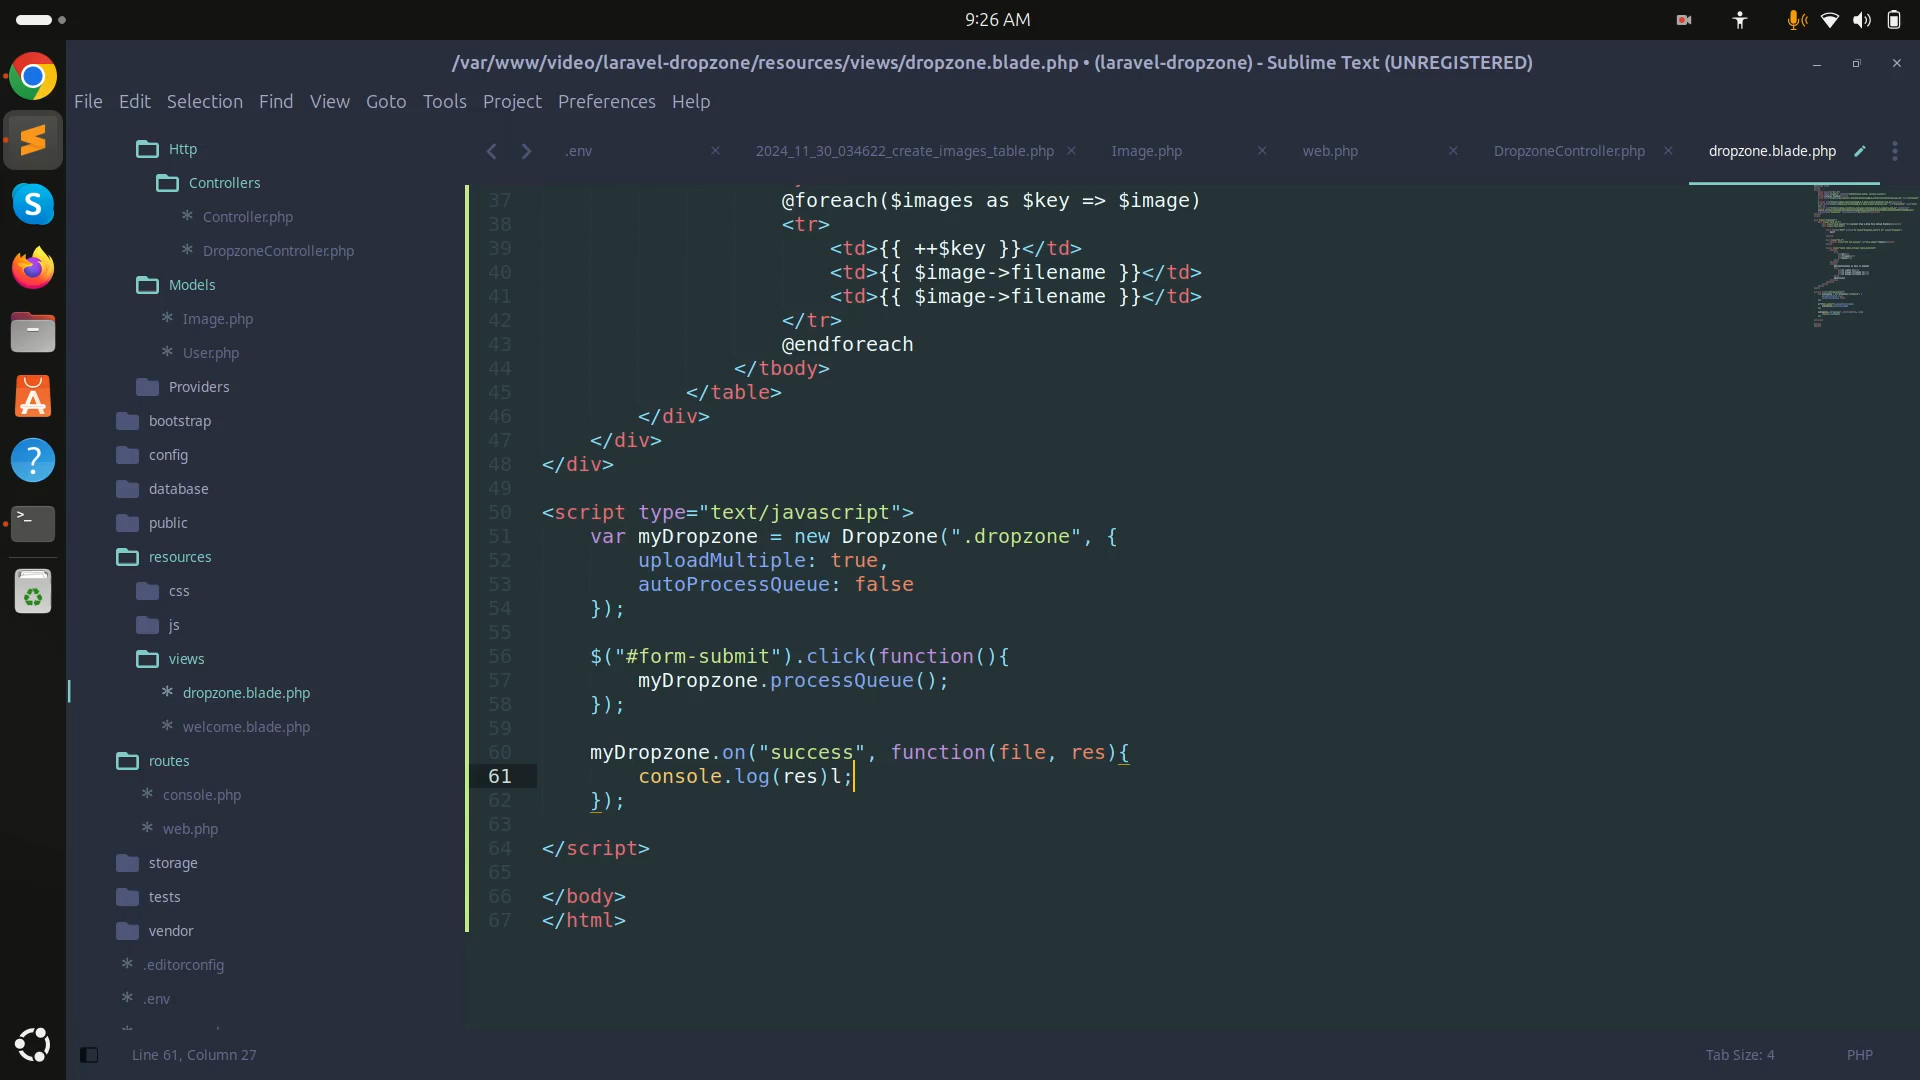 9:26 AM
/var/www/video/laravel-dropzone/resources/views/dropzone.blade.php • (laravel-dropzone) - Sublime Text (UNREGISTERED)
File Edit Selection Find View Goto Tools Project Preferences Help
Http
Controllers
Controller.php
DropzoneController.php
Models
Image.php
User.php
Providers
bootstrap
config
database
public
resources
css
js
views
dropzone.blade.php
welcome.blade.php
routes
console.php
web.php
storage
tests
vendor
.editorconfig
.env
.env 2024_11_30_034622_create_images_table.php Image.php web.php DropzoneController.php dropzone.blade.php
37 @foreach($images as $key => $image)
38 <tr>
39 <td>{{ ++$key }}</td>
40 <td>{{ $image->filename }}</td>
41 <td>{{ $image->filename }}</td>
42 </tr>
43 @endforeach
44 </tbody>
45 </table>
46 </div>
47 </div>
48 </div>
49
50 <script type="text/javascript">
51 var myDropzone = new Dropzone(".dropzone", {
52 uploadMultiple: true,
53 autoProcessQueue: false
54 });
55
56 $("#form-submit").click(function(){
57 myDropzone.processQueue();
58 });
59
60 myDropzone.on("success", function(file, res){
61 console.log(res)l;
62 });
63
64 </script>
65
66 </body>
67 </html>
Line 61, Column 27
Tab Size: 4
PHP